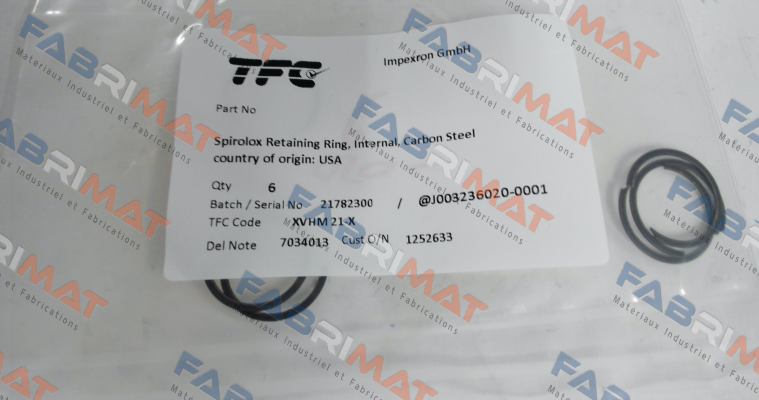 TFC
Impexron GmbH
Part No
Spirolox Retaining Ring, Internal, Carbon Steel
country of origin: USA
Qty 6
Batch / Serial No 21782300 / @J003236020-0001
TFC Code XVHM 21-X
Del Note 7034013 Cust O/N 1252633
FABRIMAT
Matériaux Industriel et Fabrications